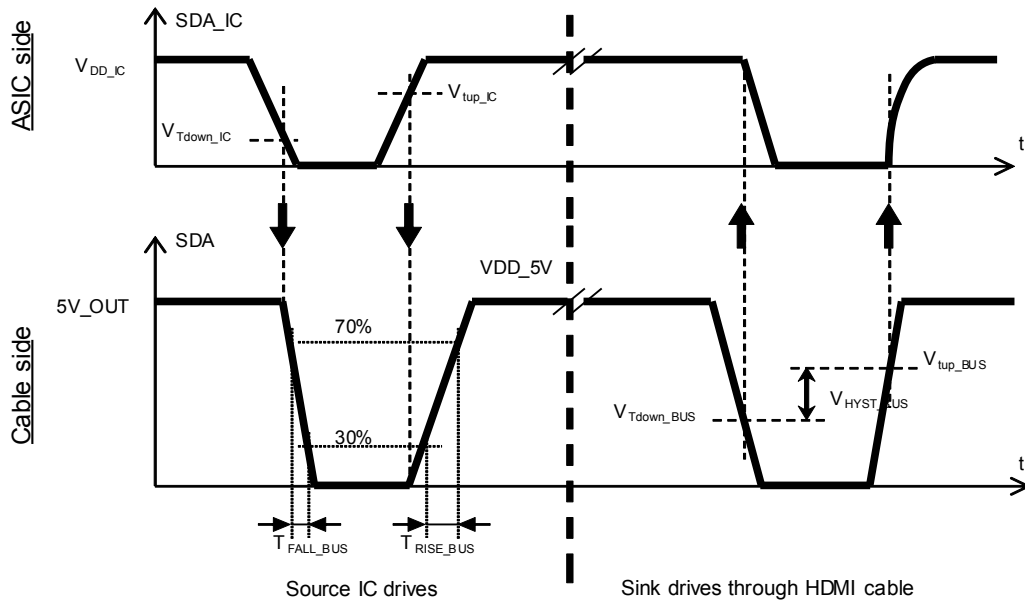 ASIC side
SDA_IC
VDD_IC
VTdown_IC
Vtup_IC
t
Cable side
SDA
VDD_5V
5V_OUT
70%
30%
Vtup_BUS
VHYST_BUS
VTdown_BUS
t
TFALL_BUS
TRISE_BUS
Source IC drives
Sink drives through HDMI cable